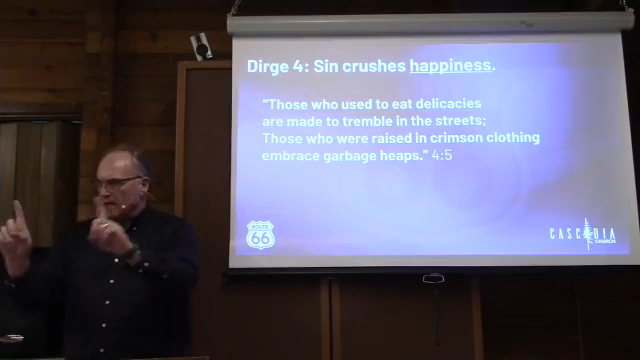 Dirge 4: Sin crushes happiness.
“Those who used to eat delicacies
are made to tremble in the streets;
Those who were raised in crimson clothing
embrace garbage heaps.” 4:5
ROUTE
66
CASCADIA
CHURCH